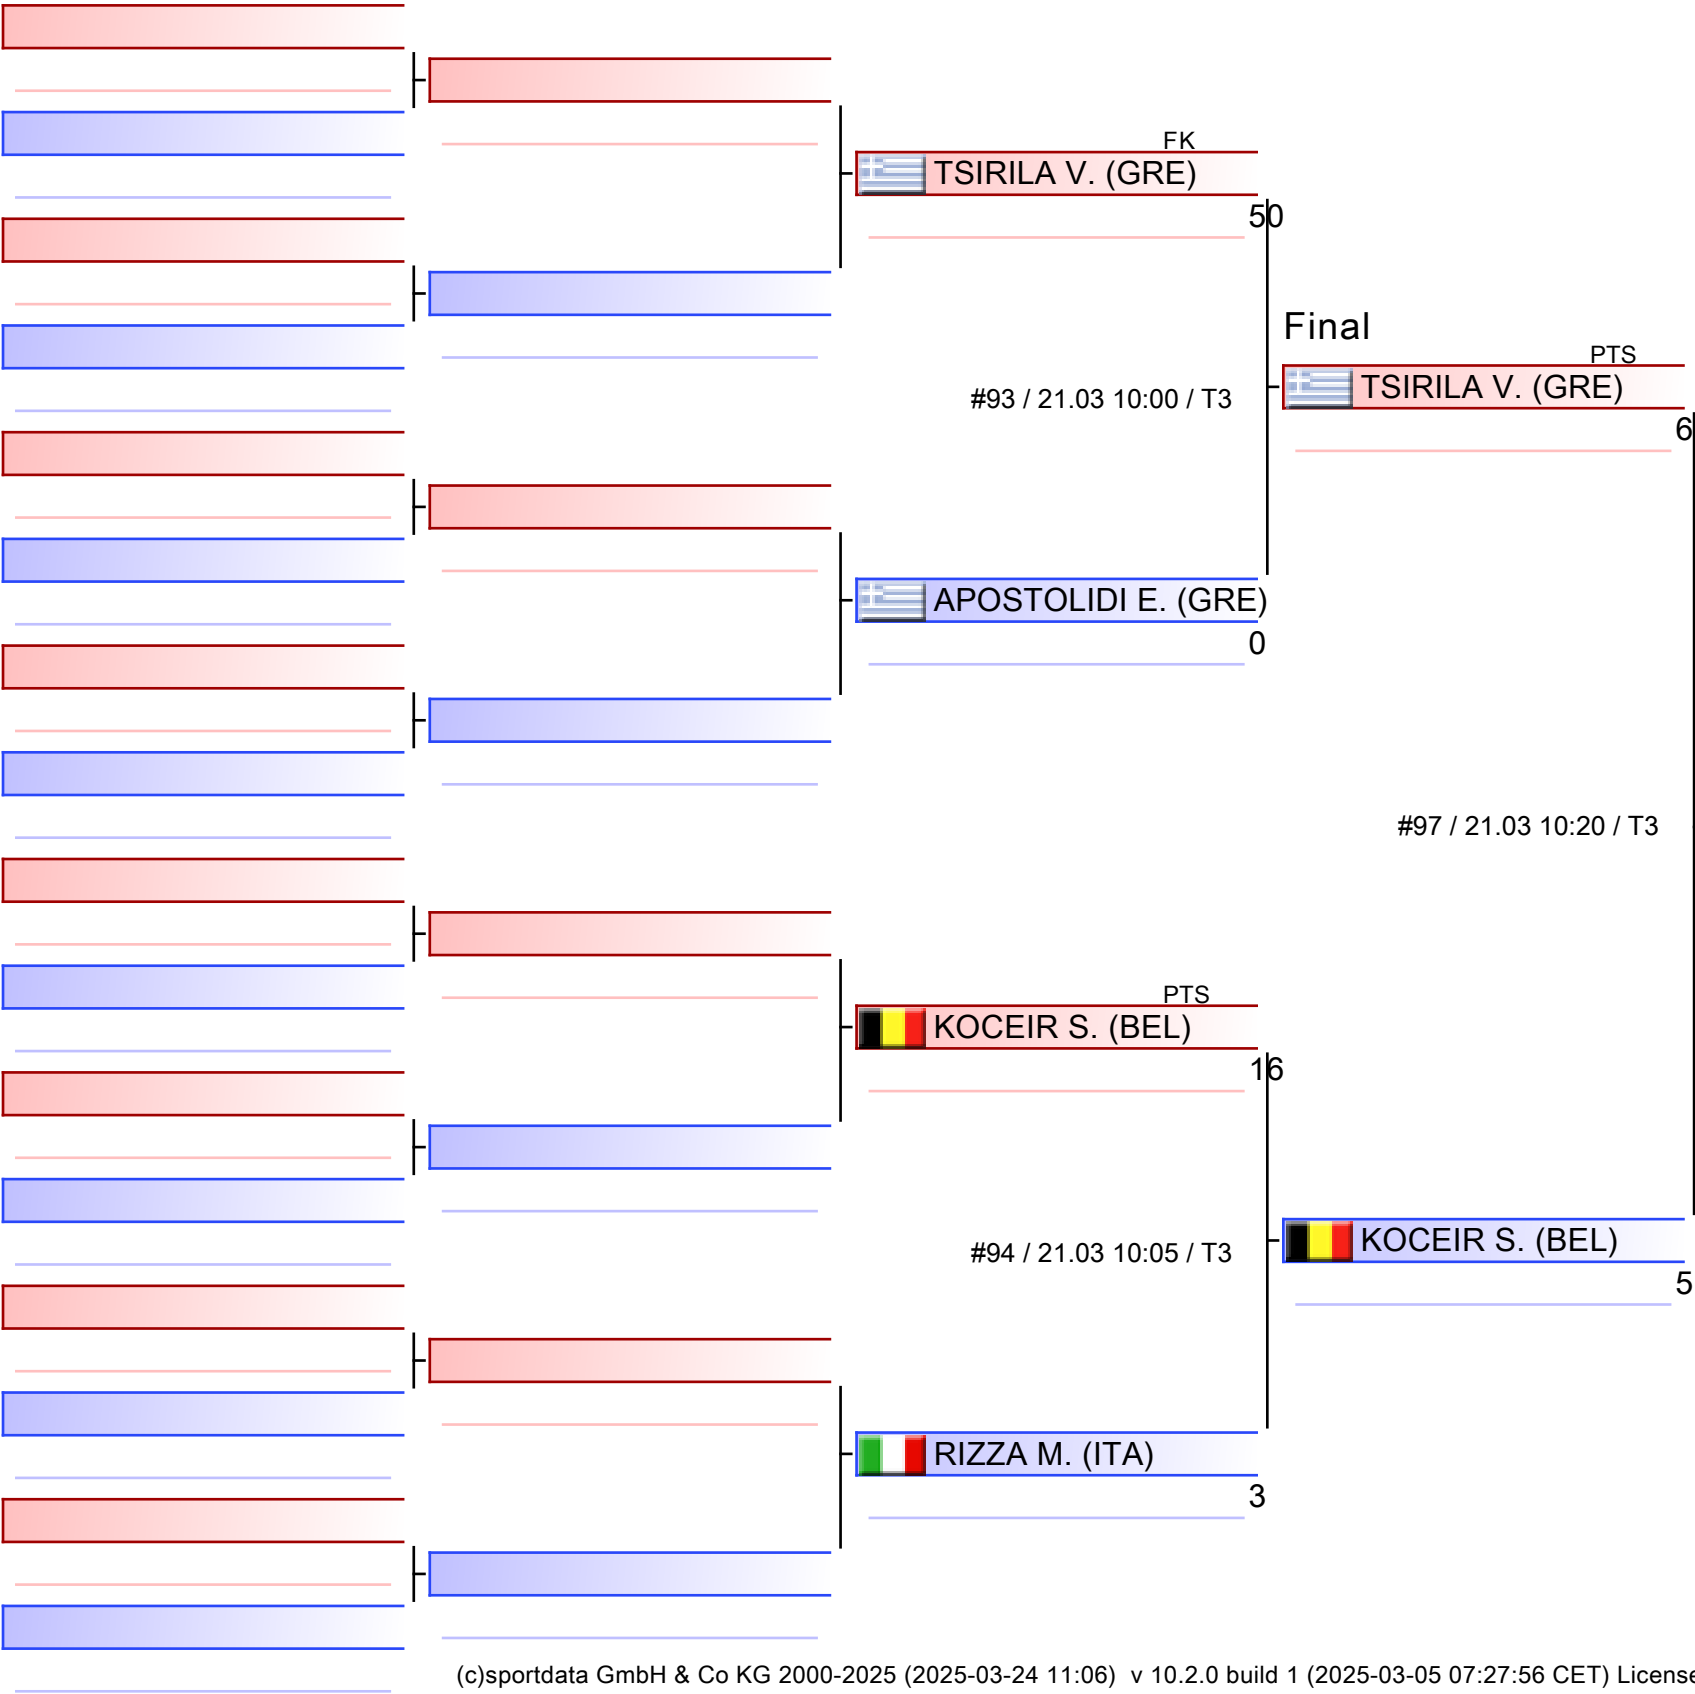 FK
TSIRILA V. (GRE)
50
Final
PTS
#93 / 21.03 10:00 / T3
TSIRILA V. (GRE)
6
APOSTOLIDI E. (GRE)
0
#97 / 21.03 10:20 / T3
PTS
KOCEIR S. (BEL)
16
#94 / 21.03 10:05 / T3
KOCEIR S. (BEL)
5
RIZZA M. (ITA)
3
(c)sportdata GmbH & Co KG 2000-2025 (2025-03-24 11:06) v 10.2.0 build 1 (2025-03-05 07:27:56 CET) License